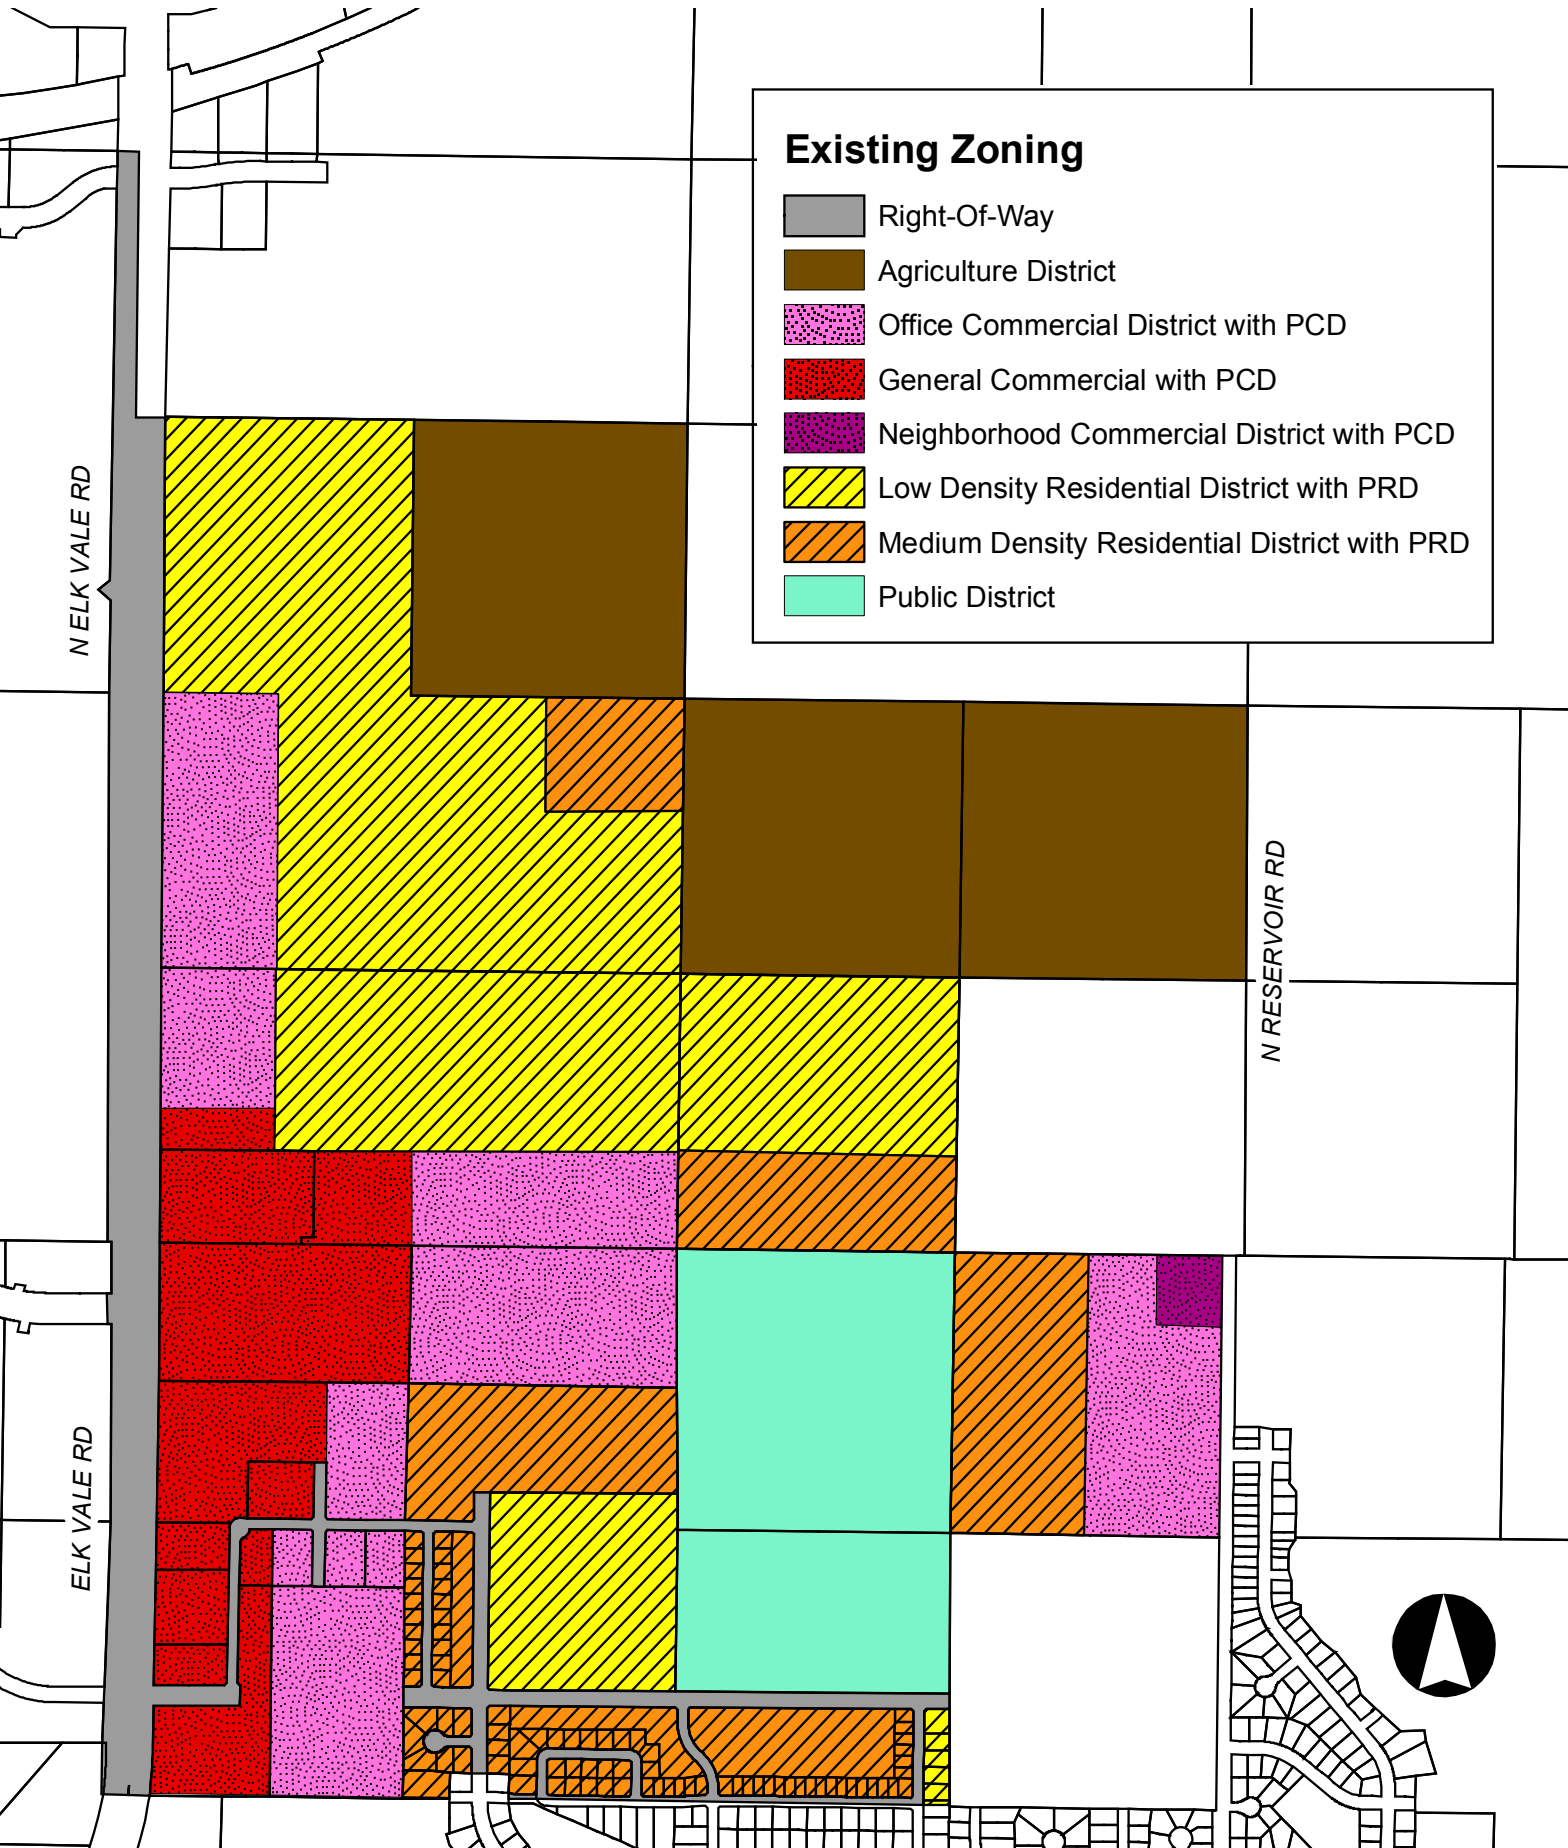 Existing Zoning
Right-Of-Way
Agriculture District
Office Commercial District with PCD
General Commercial with PCD
Neighborhood Commercial District with PCD
Low Density Residential District with PRD
Medium Density Residential District with PRD
Public District
N ELK VALE RD
N RESERVOIR RD
ELK VALE RD